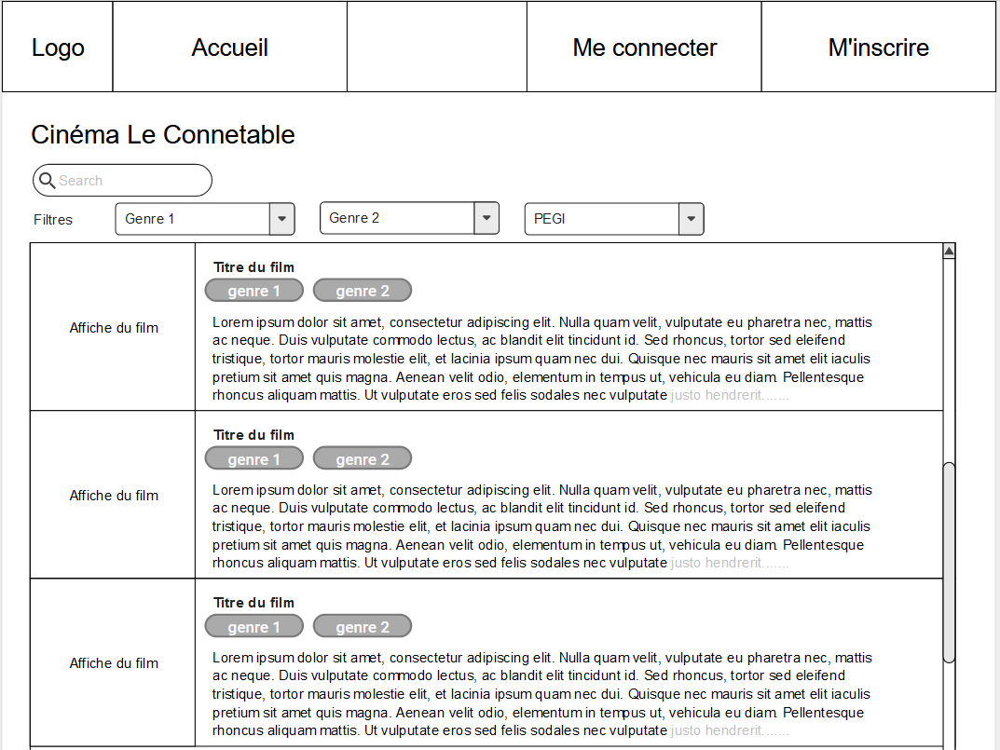 Logo
Accueil
Me connecter
M'inscrire
Cinéma Le Connetable
Search
Filtres
Genre 1
Genre 2
PEGI
Affiche du film
Titre du film
genre 1
genre 2
Lorem ipsum dolor sit amet, consectetur adipiscing elit. Nulla quam velit, vulputate eu pharetra nec, mattis
ac neque. Duis vulputate commodo lectus, ac blandit elit tincidunt id. Sed rhoncus, tortor sed eleifend
tristique, tortor mauris molestie elit, et lacinia ipsum quam nec dui. Quisque nec mauris sit amet elit iaculis
pretium sit amet quis magna. Aenean velit odio, elementum in tempus ut, vehicula eu diam. Pellentesque
rhoncus aliquam mattis. Ut vulputate eros sed felis sodales nec vulputate justo hendrerit.......
Affiche du film
Titre du film
genre 1
genre 2
Lorem ipsum dolor sit amet, consectetur adipiscing elit. Nulla quam velit, vulputate eu pharetra nec, mattis
ac neque. Duis vulputate commodo lectus, ac blandit elit tincidunt id. Sed rhoncus, tortor sed eleifend
tristique, tortor mauris molestie elit, et lacinia ipsum quam nec dui. Quisque nec mauris sit amet elit iaculis
pretium sit amet quis magna. Aenean velit odio, elementum in tempus ut, vehicula eu diam. Pellentesque
rhoncus aliquam mattis. Ut vulputate eros sed felis sodales nec vulputate justo hendrerit.......
Affiche du film
Titre du film
genre 1
genre 2
Lorem ipsum dolor sit amet, consectetur adipiscing elit. Nulla quam velit, vulputate eu pharetra nec, mattis
ac neque. Duis vulputate commodo lectus, ac blandit elit tincidunt id. Sed rhoncus, tortor sed eleifend
tristique, tortor mauris molestie elit, et lacinia ipsum quam nec dui. Quisque nec mauris sit amet elit iaculis
pretium sit amet quis magna. Aenean velit odio, elementum in tempus ut, vehicula eu diam. Pellentesque
rhoncus aliquam mattis. Ut vulputate eros sed felis sodales nec vulputate justo hendrerit.......